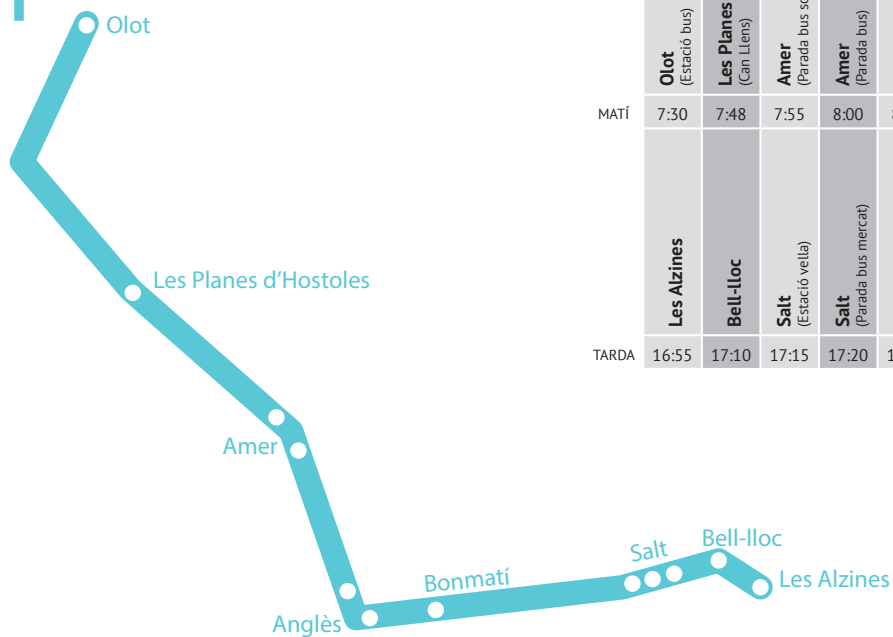 Olot
Les Planes d'Hostoles
Amer
Anglès
Bonmatí
Salt
Bell-lloc
Les Alzines
Olot
(Estació bus)
Les Planes
(Can Llens)
Amer
(Parada bus
Amer
(Parada bus)
MATÍ 7:30 7:48 7:55 8:00
Les Alzines
Bell-lloc
Salt
(Estació vella)
Salt
(Parada bus mercat)
TARDA 16:55 17:10 17:15 17:20